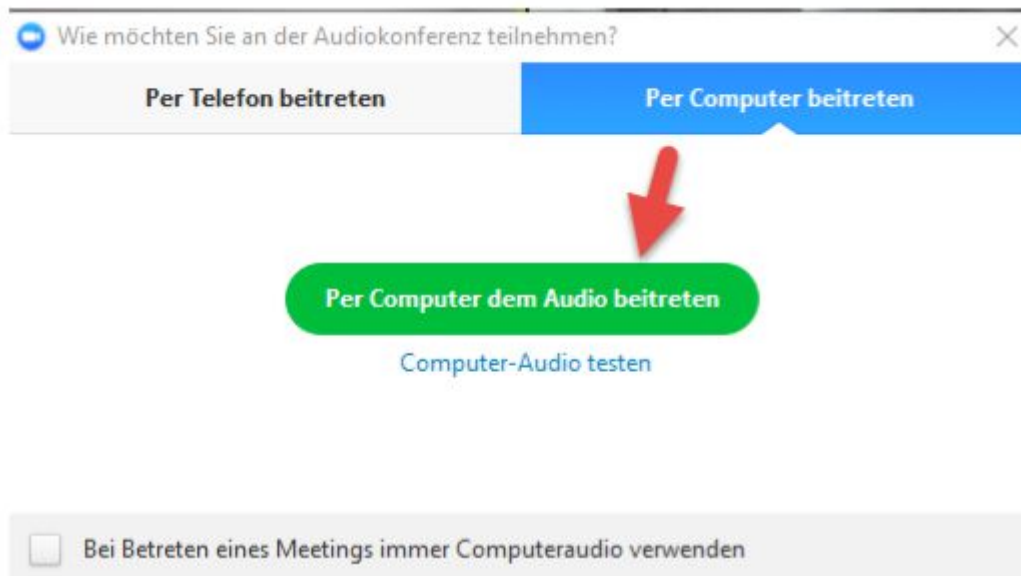 Wie möchten Sie an der Audiokonferenz teilnehmen?
Per Telefon beitreten
Per Computer beitreten
Per Computer dem Audio beitreten
Computer-Audio testen
Bei Betreten eines Meetings immer Computeraudio verwenden